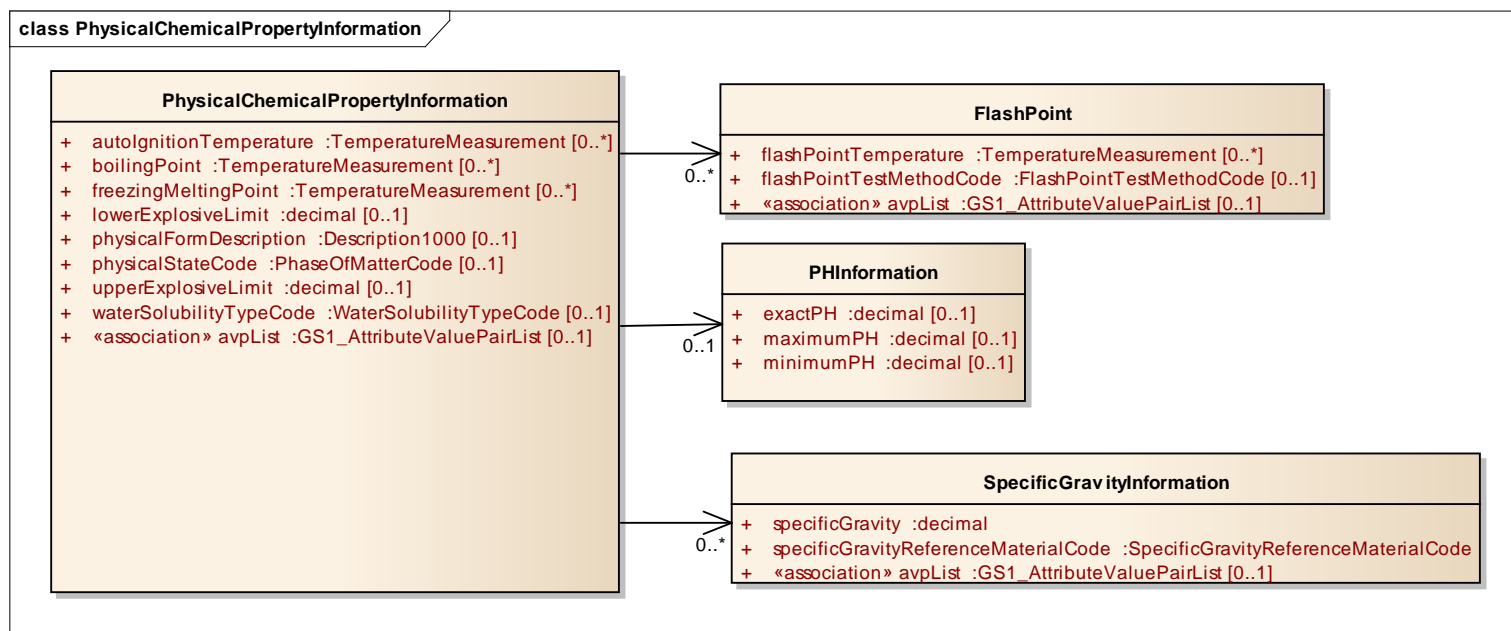 class PhysicalChemicalPropertyInformation
PhysicalChemicalPropertyInformation
+ autoIgnitionTemperature :TemperatureMeasurement [0..*]
+ boilingPoint :TemperatureMeasurement [0..*]
+ freezingMeltingPoint :TemperatureMeasurement [0..*]
+ lowerExplosiveLimit :decimal [0..1]
+ physicalFormDescription :Description1000 [0..1]
+ physicalStateCode :PhaseOfMatterCode [0..1]
+ upperExplosiveLimit :decimal [0..1]
+ waterSolubilityTypeCode :WaterSolubilityTypeCode [0..1]
+ «association» avpList :GS1_AttributeValuePairList [0..1]
0..*
FlashPoint
+ flashPointTemperature :TemperatureMeasurement [0..*]
+ flashPointTestMethodCode :FlashPointTestMethodCode [0..1]
+ «association» avpList :GS1_AttributeValuePairList [0..1]
0..1
PHInformation
+ exactPH :decimal [0..1]
+ maximumPH :decimal [0..1]
+ minimumPH :decimal [0..1]
0..*
SpecificGravityInformation
+ specificGravity :decimal
+ specificGravityReferenceMaterialCode :SpecificGravityReferenceMaterialCode
+ «association» avpList :GS1_AttributeValuePairList [0..1]